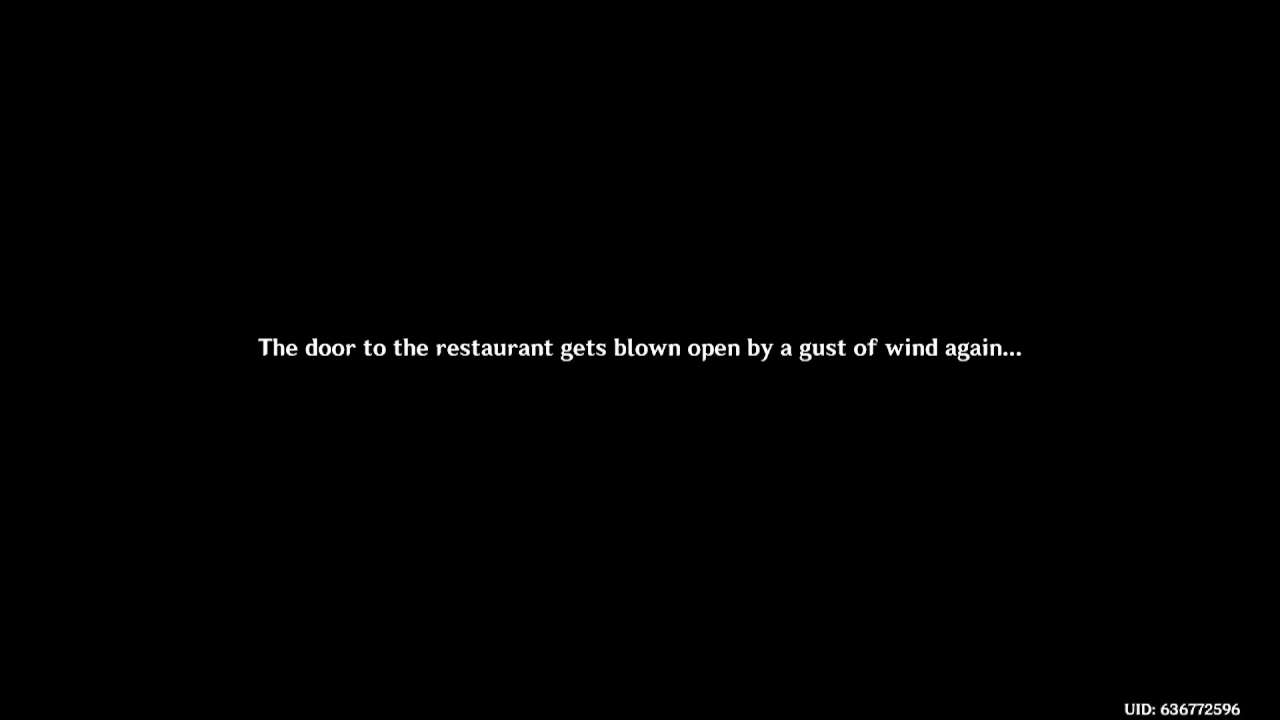 The door to the restaurant gets blown open by a gust of wind again...
UID: 636772596